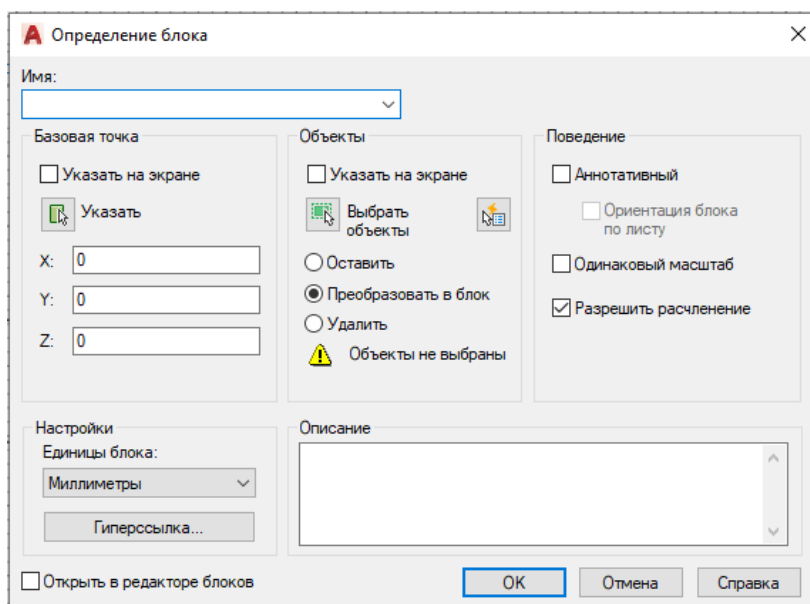 Определение блока
Имя:
Базовая точка
Указать на экране
Указать
X: 0
Y: 0
Z: 0
Объекты
Указать на экране
Выбрать
объекты
Оставить
Преобразовать в блок
Удалить
Объекты не выбраны
Поведение
Аннотативный
Ориентация блока
по листу
Одинаковый масштаб
Разрешить расчленение
Настройки
Единицы блока:
Миллиметры
Гиперссылка...
Описание
Открыть в редакторе блоков
OK
Отмена
Справка